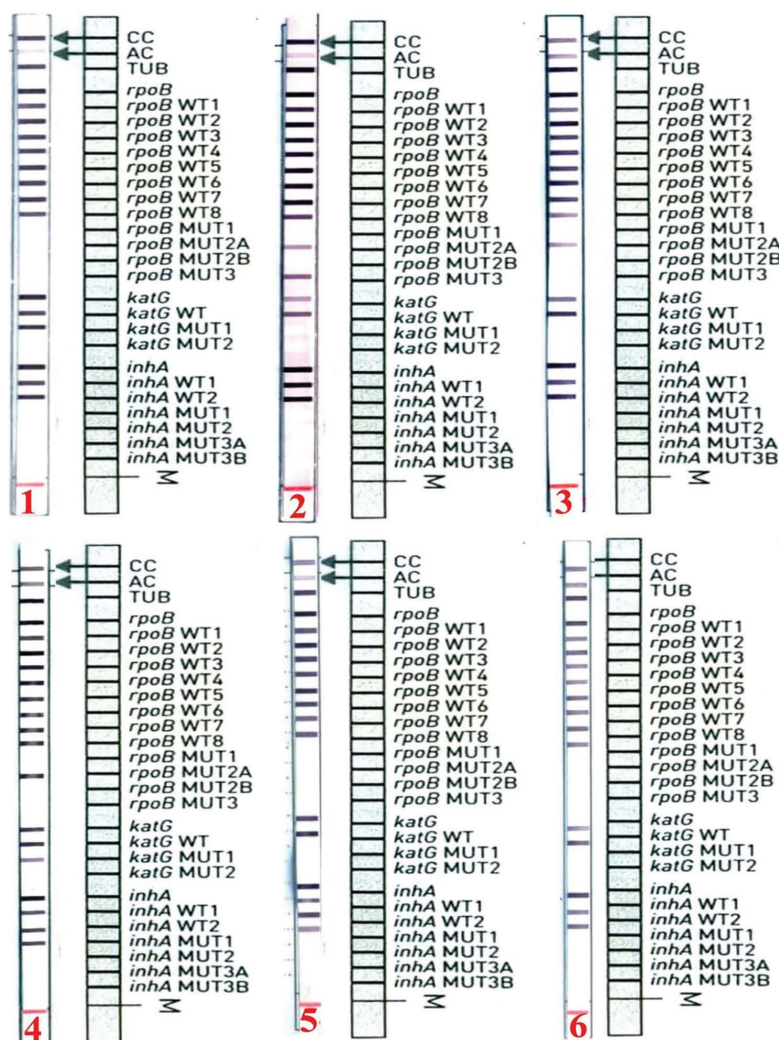 CC
AC
TUB
rpoB
rpoB WT1
rpoB WT2
rpoB WT3
rpoB WT4
rpoB WT5
rpoB WT6
rpoB WT7
rpoB WT8
rpoB MUT1
rpoB MUT2A
rpoB MUT2B
rpoB MUT3
katG
katG WT
katG MUT1
katG MUT2
inhA
inhA WT1
inhA WT2
inhA MUT1
inhA MUT2
inhA MUT3A
inhA MUT3B
M
1
CC
AC
TUB
rpoB
rpoB WT1
rpoB WT2
rpoB WT3
rpoB WT4
rpoB WT5
rpoB WT6
rpoB WT7
rpoB WT8
rpoB MUT1
rpoB MUT2A
rpoB MUT2B
rpoB MUT3
katG
katG WT
katG MUT1
katG MUT2
inhA
inhA WT1
inhA WT2
inhA MUT1
inhA MUT2
inhA MUT3A
inhA MUT3B
M
2
CC
AC
TUB
rpoB
rpoB WT1
rpoB WT2
rpoB WT3
rpoB WT4
rpoB WT5
rpoB WT6
rpoB WT7
rpoB WT8
rpoB MUT1
rpoB MUT2A
rpoB MUT2B
rpoB MUT3
katG
katG WT
katG MUT1
katG MUT2
inhA
inhA WT1
inhA WT2
inhA MUT1
inhA MUT2
inhA MUT3A
inhA MUT3B
M
3
CC
AC
TUB
rpoB
rpoB WT1
rpoB WT2
rpoB WT3
rpoB WT4
rpoB WT5
rpoB WT6
rpoB WT7
rpoB WT8
rpoB MUT1
rpoB MUT2A
rpoB MUT2B
rpoB MUT3
katG
katG WT
katG MUT1
katG MUT2
inhA
inhA WT1
inhA WT2
inhA MUT1
inhA MUT2
inhA MUT3A
inhA MUT3B
M
4
CC
AC
TUB
rpoB
rpoB WT1
rpoB WT2
rpoB WT3
rpoB WT4
rpoB WT5
rpoB WT6
rpoB WT7
rpoB WT8
rpoB MUT1
rpoB MUT2A
rpoB MUT2B
rpoB MUT3
katG
katG WT
katG MUT1
katG MUT2
inhA
inhA WT1
inhA WT2
inhA MUT1
inhA MUT2
inhA MUT3A
inhA MUT3B
M
5
CC
AC
TUB
rpoB
rpoB WT1
rpoB WT2
rpoB WT3
rpoB WT4
rpoB WT5
rpoB WT6
rpoB WT7
rpoB WT8
rpoB MUT1
rpoB MUT2A
rpoB MUT2B
rpoB MUT3
katG
katG WT
katG MUT1
katG MUT2
inhA
inhA WT1
inhA WT2
inhA MUT1
inhA MUT2
inhA MUT3A
inhA MUT3B
M
6